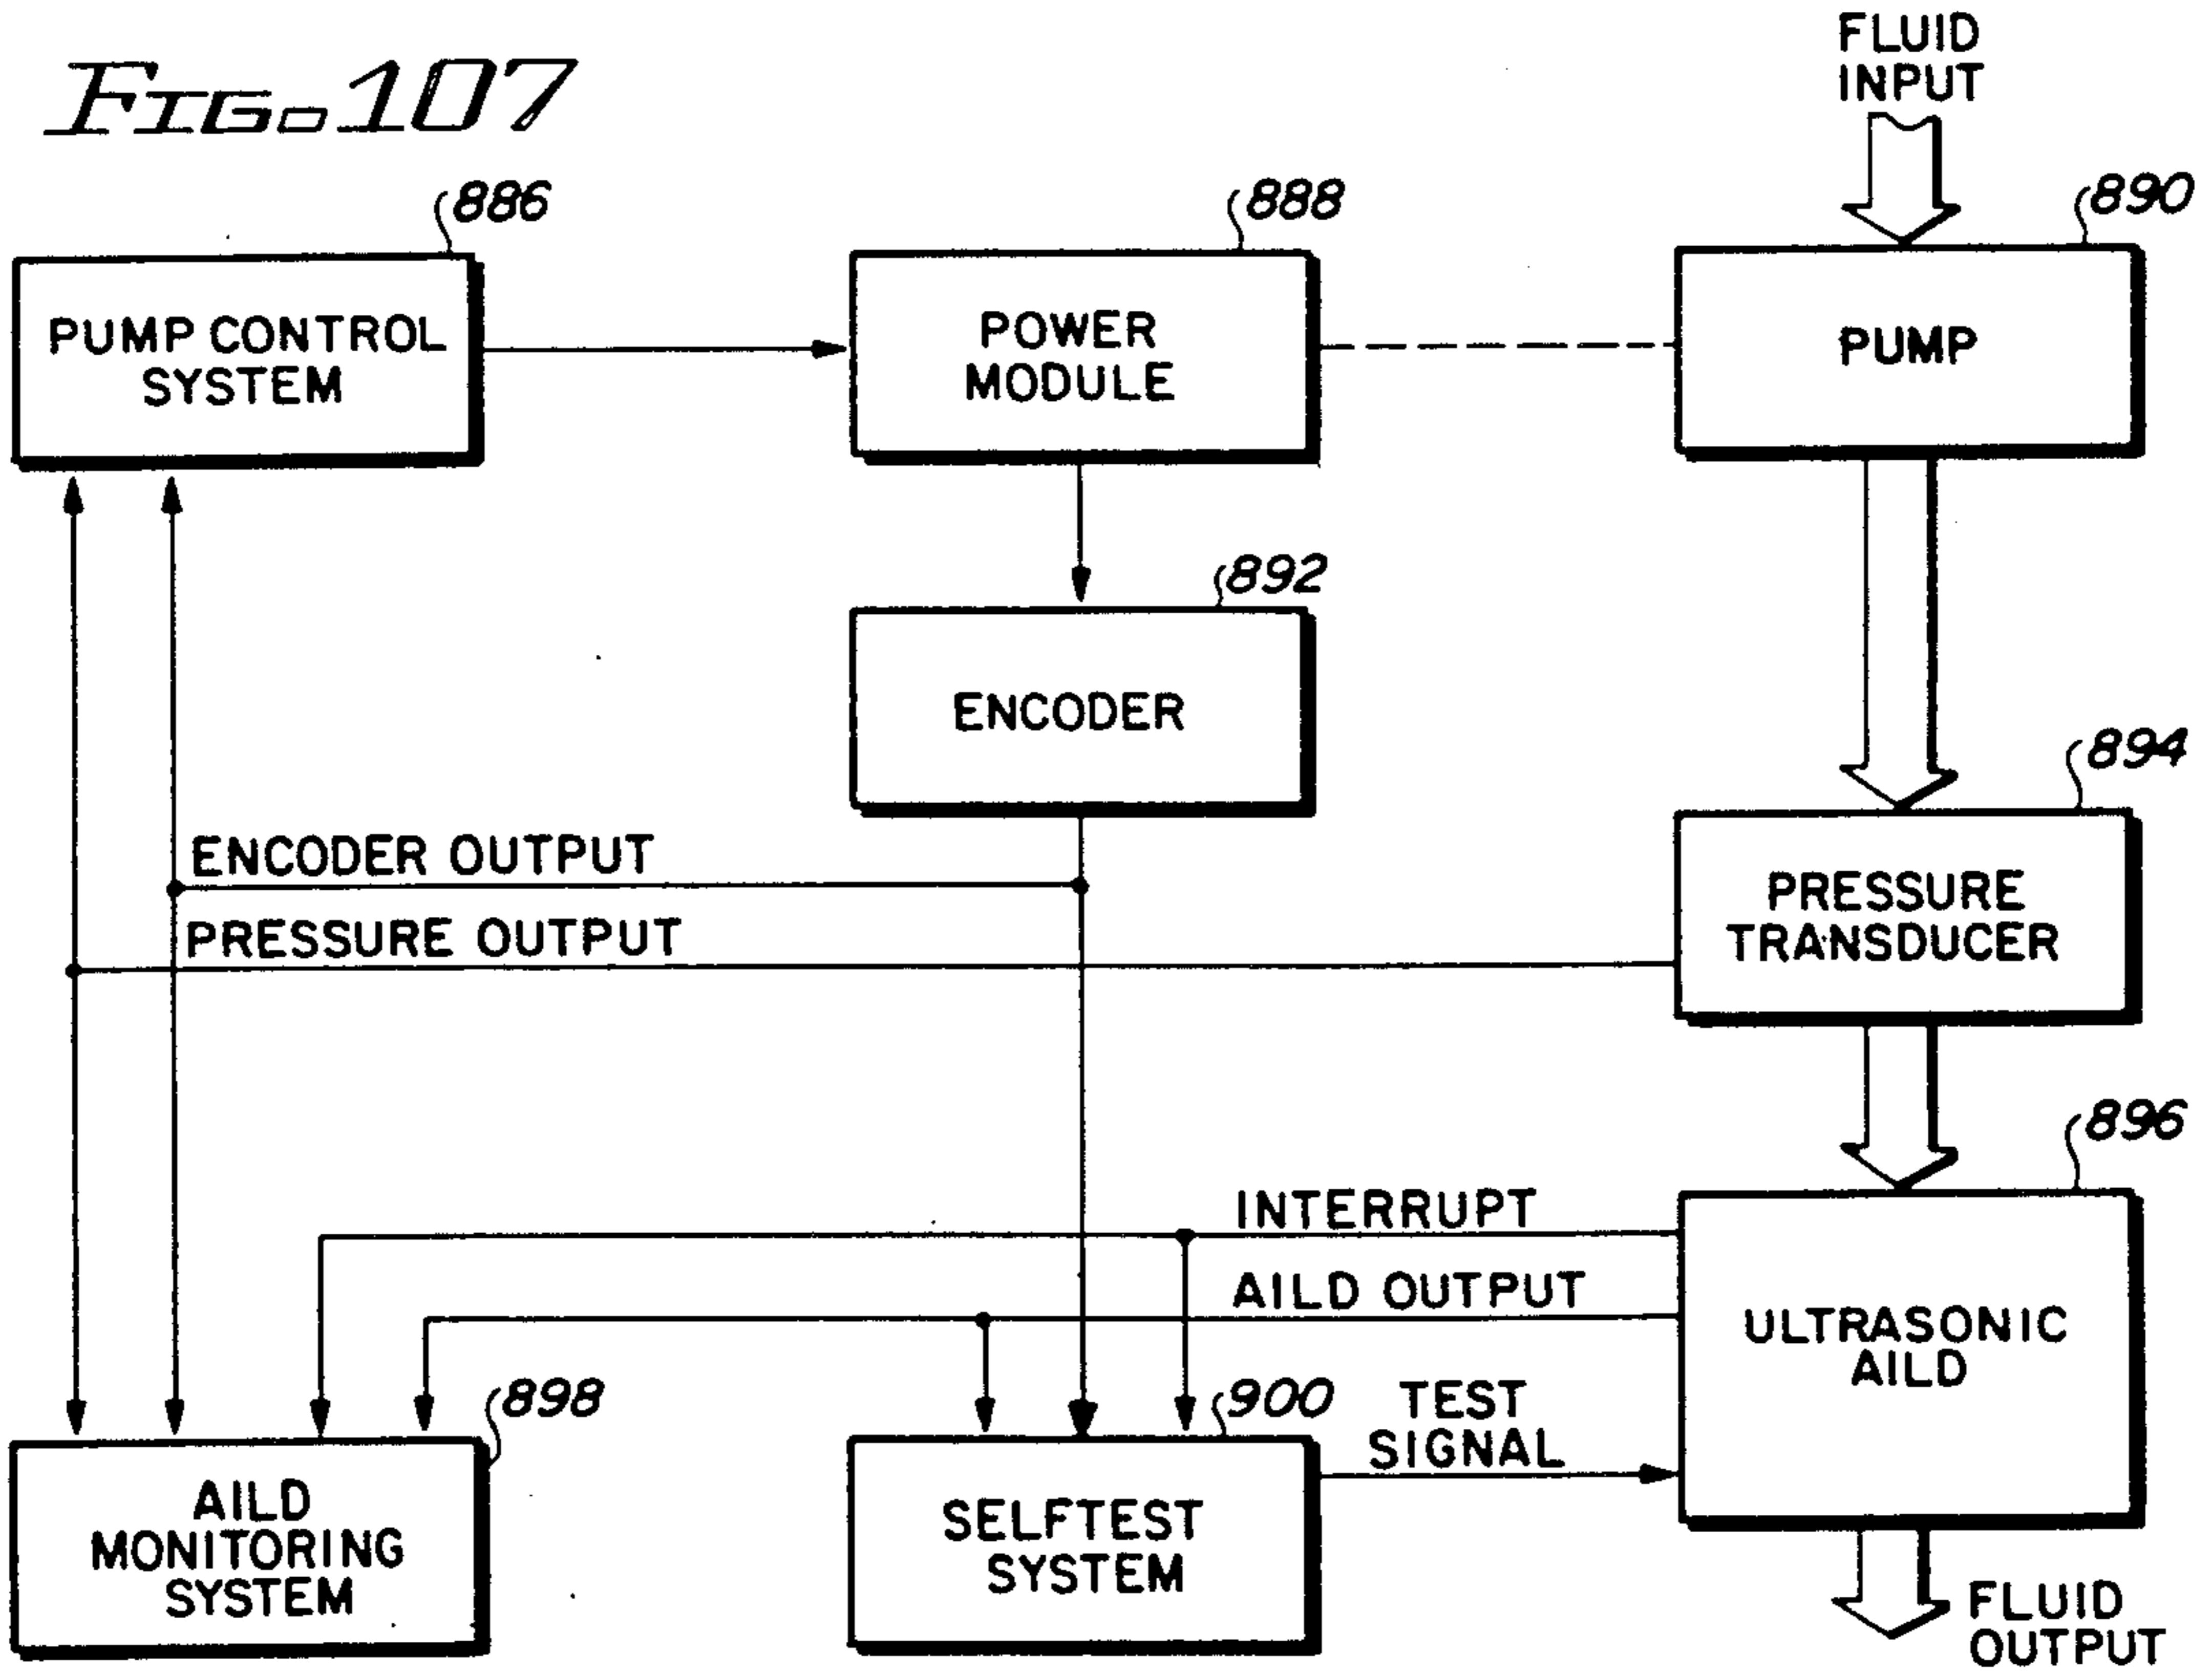 FIG. 107
FLUID
INPUT
886
888
890
PUMP CONTROL
SYSTEM
POWER
MODULE
PUMP
892
ENCODER
894
ENCODER OUTPUT
PRESSURE OUTPUT
PRESSURE
TRANSDUCER
896
INTERRUPT
AILD OUTPUT
ULTRASONIC
AILD
898
900
TEST
SIGNAL
AILD
MONITORING
SYSTEM
SELFTEST
SYSTEM
FLUID
OUTPUT